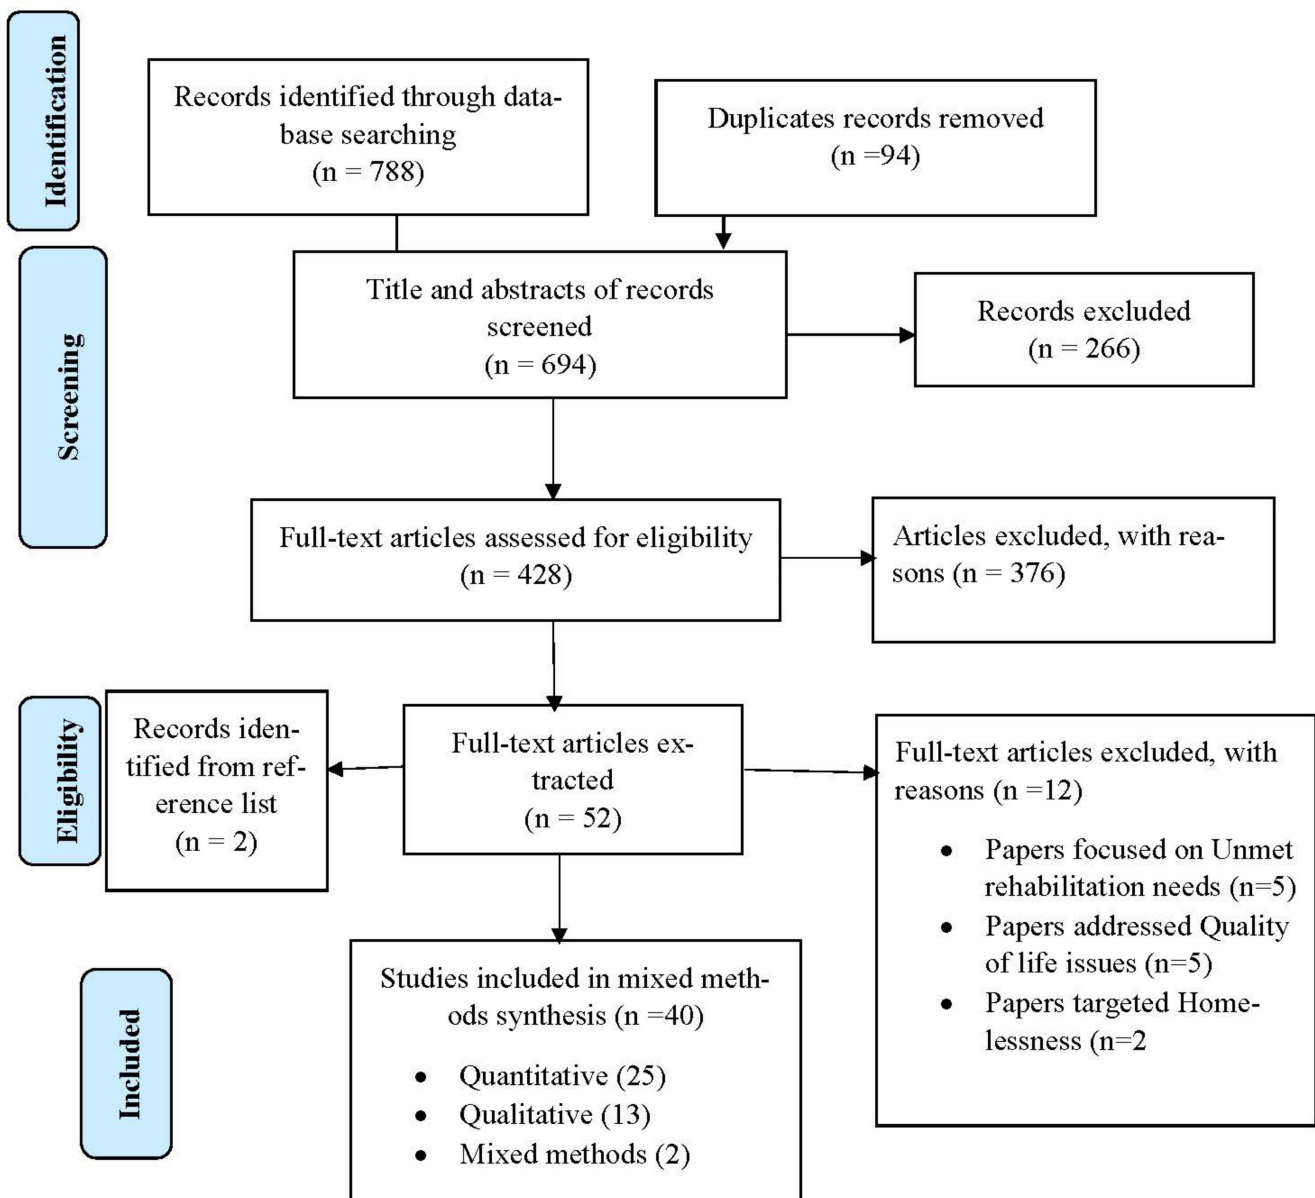 Identification
Records identified through data-
base searching
(n = 788)
Duplicates records removed
(n =94)
Screening
Title and abstracts of records
screened
(n = 694)
Records excluded
(n = 266)
Full-text articles assessed for eligibility
(n = 428)
Articles excluded, with rea-
sons (n = 376)
Eligibility
Records iden-
tified from ref-
erence list
(n = 2)
Full-text articles ex-
tracted
(n = 52)
Full-text articles excluded, with
reasons (n =12)
• Papers focused on Unmet
rehabilitation needs (n=5)
• Papers addressed Quality
of life issues (n=5)
• Papers targeted Home-
lessness (n=2
Included
Studies included in mixed meth-
ods synthesis (n =40)
• Quantitative (25)
• Qualitative (13)
• Mixed methods (2)